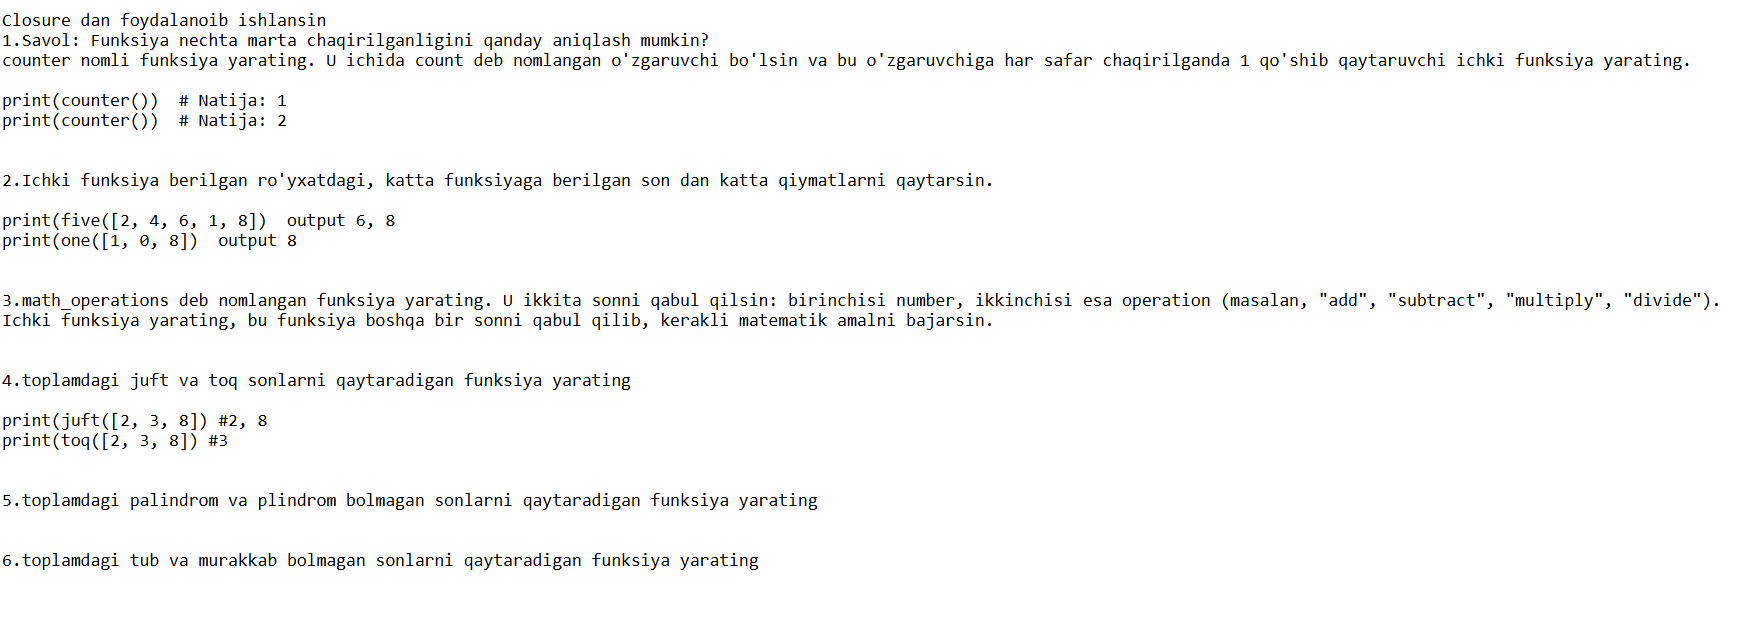 Closure dan foydalanoib ishlansin
1.Savol: Funksiya nechta marta chaqirilganligini qanday aniqlash mumkin?
counter nomli funksiya yarating. U ichida count deb nomlangan o'zgaruvchi bo'lsin va bu o'zgaruvchiga har safar chaqirilganda 1 qo'shib qaytaruvchi ichki funksiya yarating.
print(counter())  # Natija: 1
print(counter())  # Natija: 2
2.Ichki funksiya berilgan ro'yxatdagi, katta funksiyaga berilgan son dan katta qiymatlarni qaytarsin.
print(five([2, 4, 6, 1, 8])  output 6, 8
print(one([1, 0, 8])  output 8
3.math_operations deb nomlangan funksiya yarating. U ikkita sonni qabul qilsin: birinchisi number, ikkinchisi esa operation (masalan, "add", "subtract", "multiply", "divide").
Ichki funksiya yarating, bu funksiya boshqa bir sonni qabul qilib, kerakli matematik amalni bajarsin.
4.toplamdagi juft va toq sonlarni qaytaradigan funksiya yarating
print(juft([2, 3, 8]) #2, 8
print(toq([2, 3, 8]) #3
5.toplamdagi palindrom va plindrom bolmagan sonlarni qaytaradigan funksiya yarating
6.toplamdagi tub va murakkab bolmagan sonlarni qaytaradigan funksiya yarating